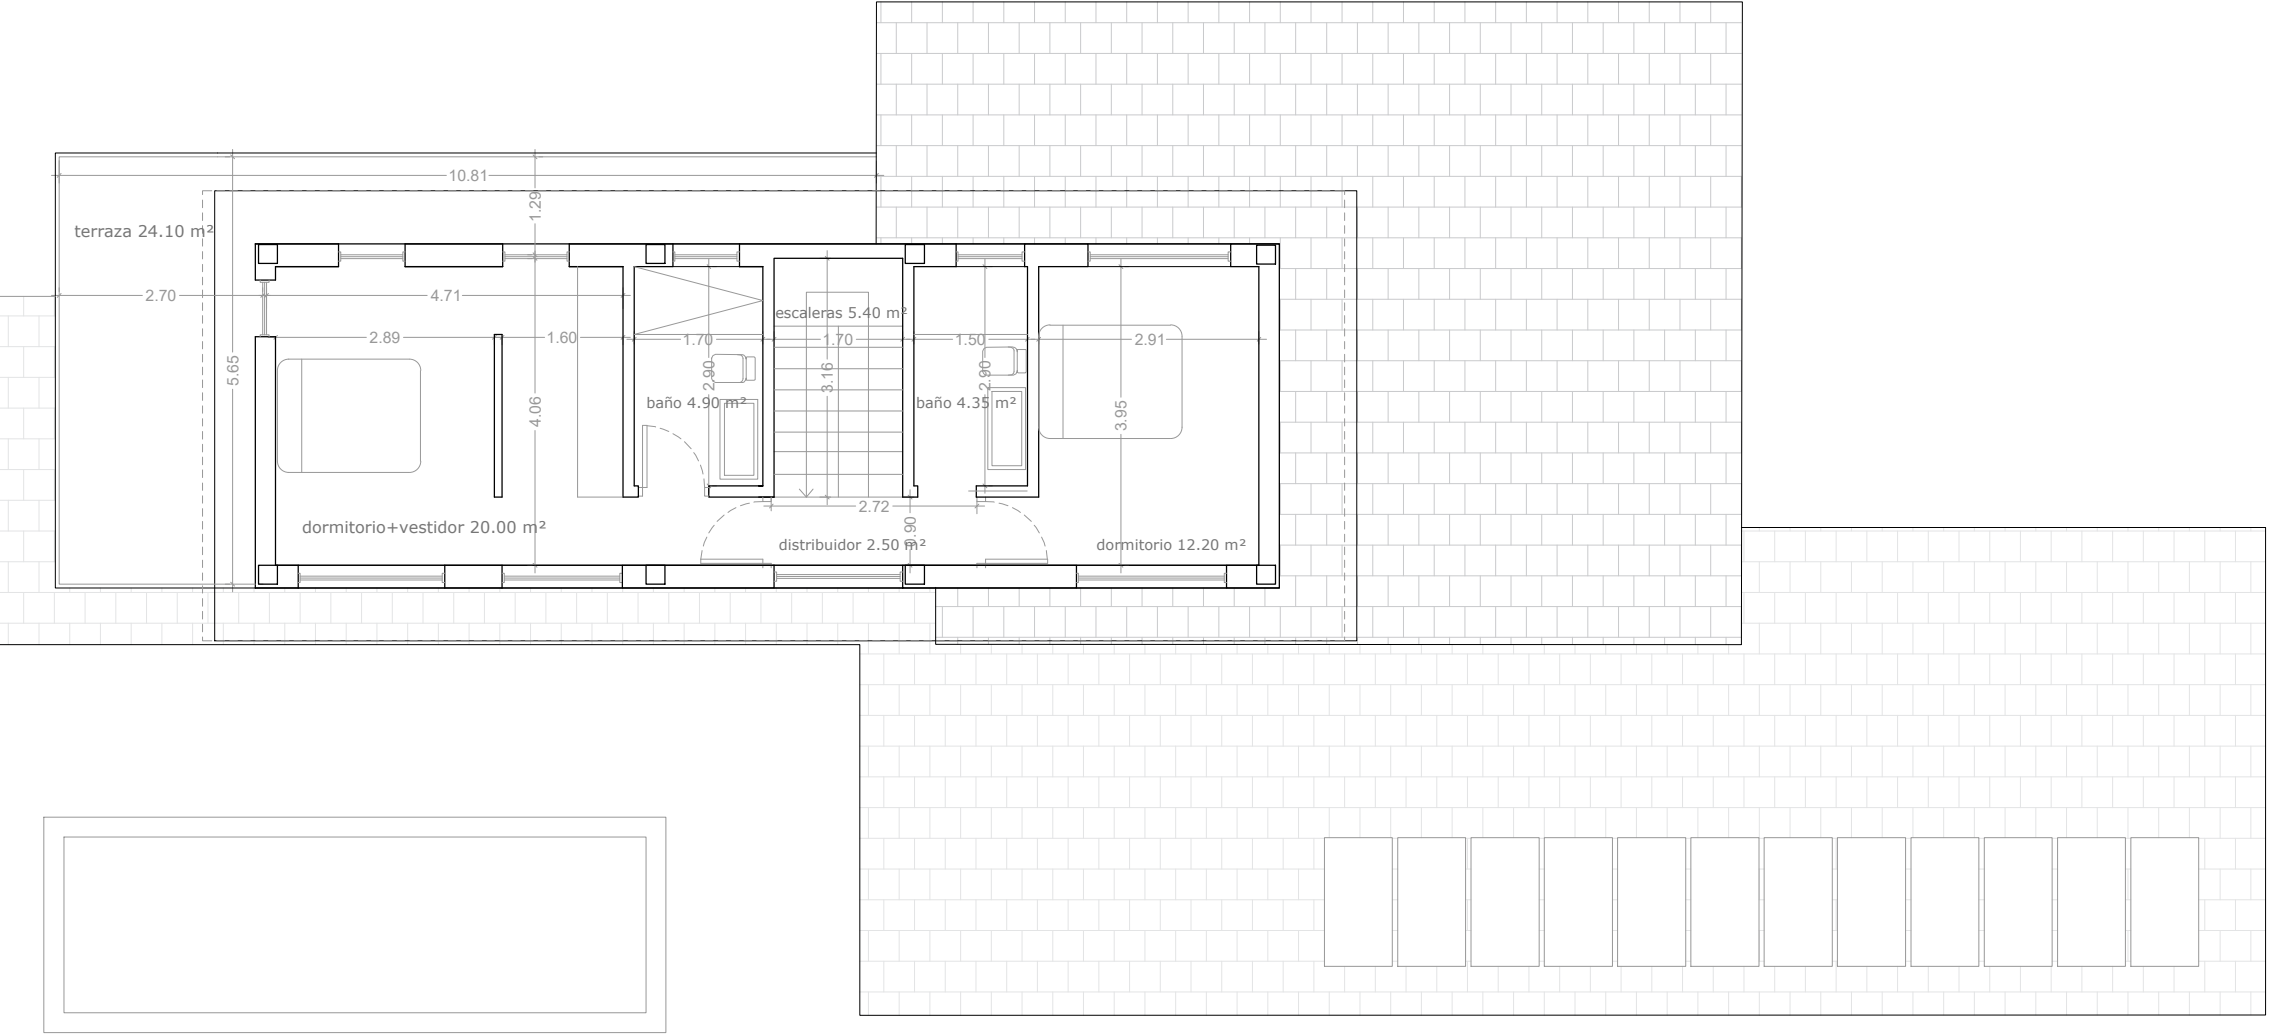 10.81
1.29
terraza 24.10 m²
2.70
4.71
escaleras 5.40 m²
2.89
1.60
1.70
1.70
1.50
2.91
5.65
2.90
3.16
2.90
4.06
baño 4.90 m²
baño 4.35 m²
3.95
2.72
dormitorio+vestidor 20.00 m²
0.90
distribuidor 2.50 m²
dormitorio 12.20 m²